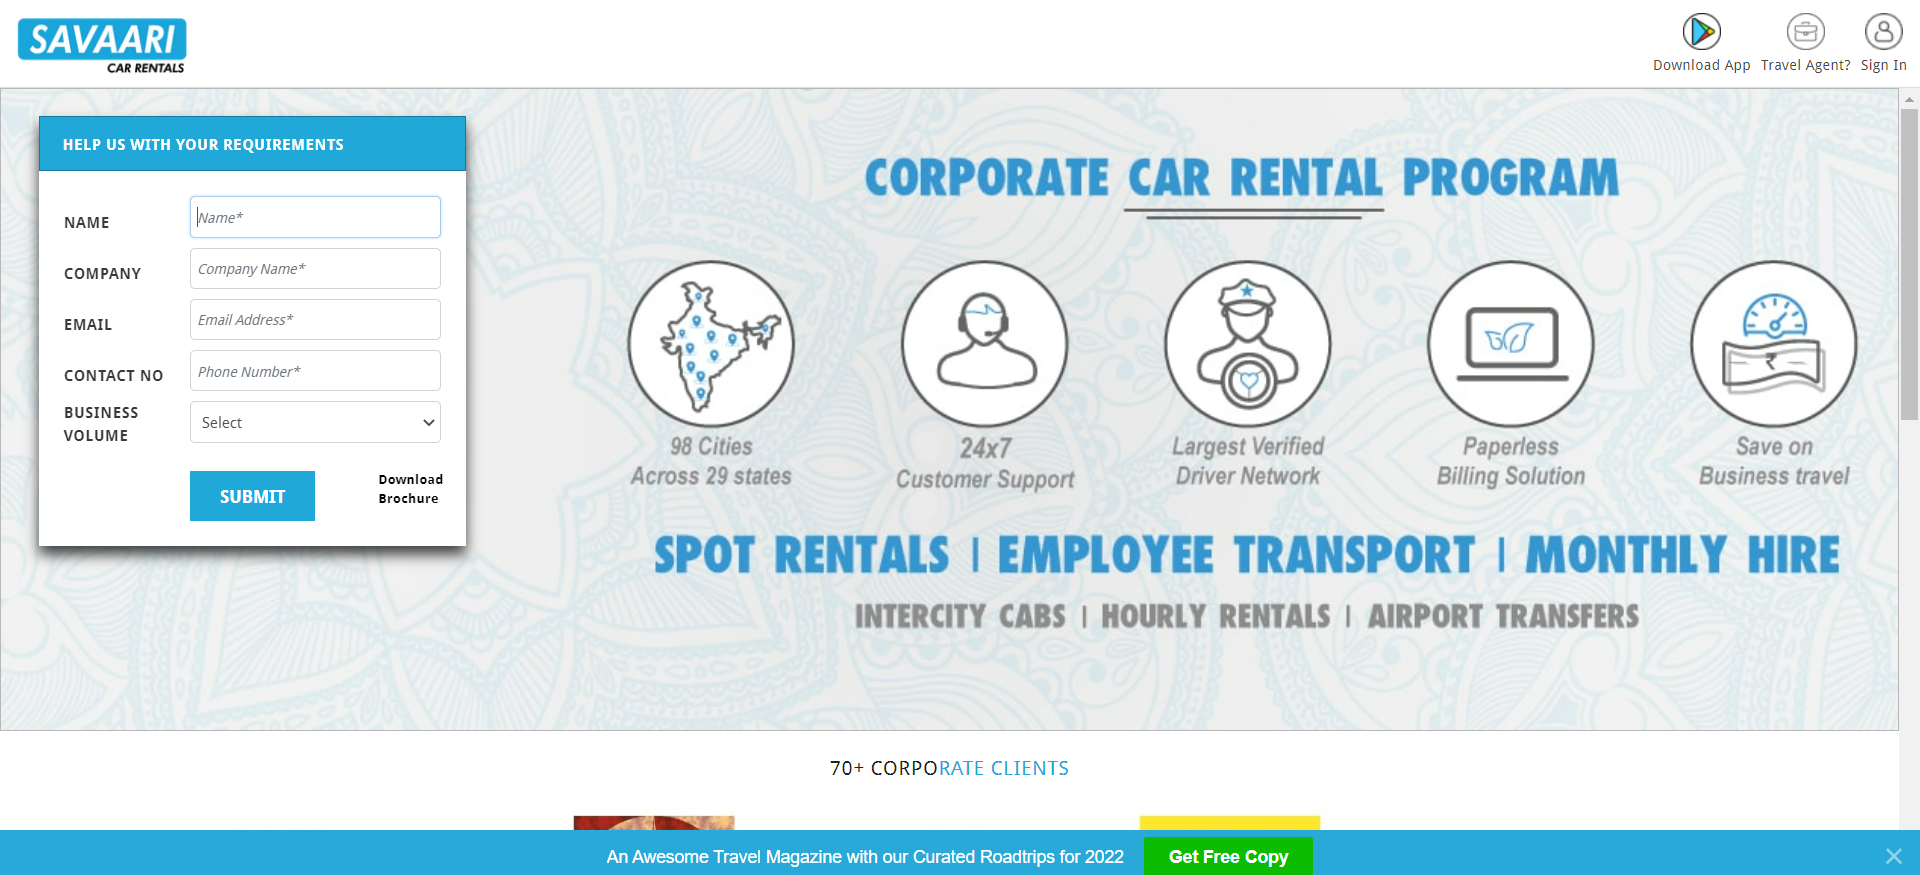 SAVAARI
CAR RENTALS
Download App
Travel Agent?
Sign In
HELP US WITH YOUR REQUIREMENTS
NAME
Name*
COMPANY
Company Name*
EMAIL
Email Address*
CONTACT NO
Phone Number*
BUSINESS
VOLUME
Select
SUBMIT
Download
Brochure
CORPORATE CAR RENTAL PROGRAM
98 Cities
Across 29 states
24x7
Customer Support
Largest Verified
Driver Network
Paperless
Billing Solution
₹
Save on
Business travel
SPOT RENTALS | EMPLOYEE TRANSPORT | MONTHLY HIRE
INTERCITY CABS | HOURLY RENTALS | AIRPORT TRANSFERS
70+ CORPORATE CLIENTS
An Awesome Travel Magazine with our Curated Roadtrips for 2022
Get Free Copy